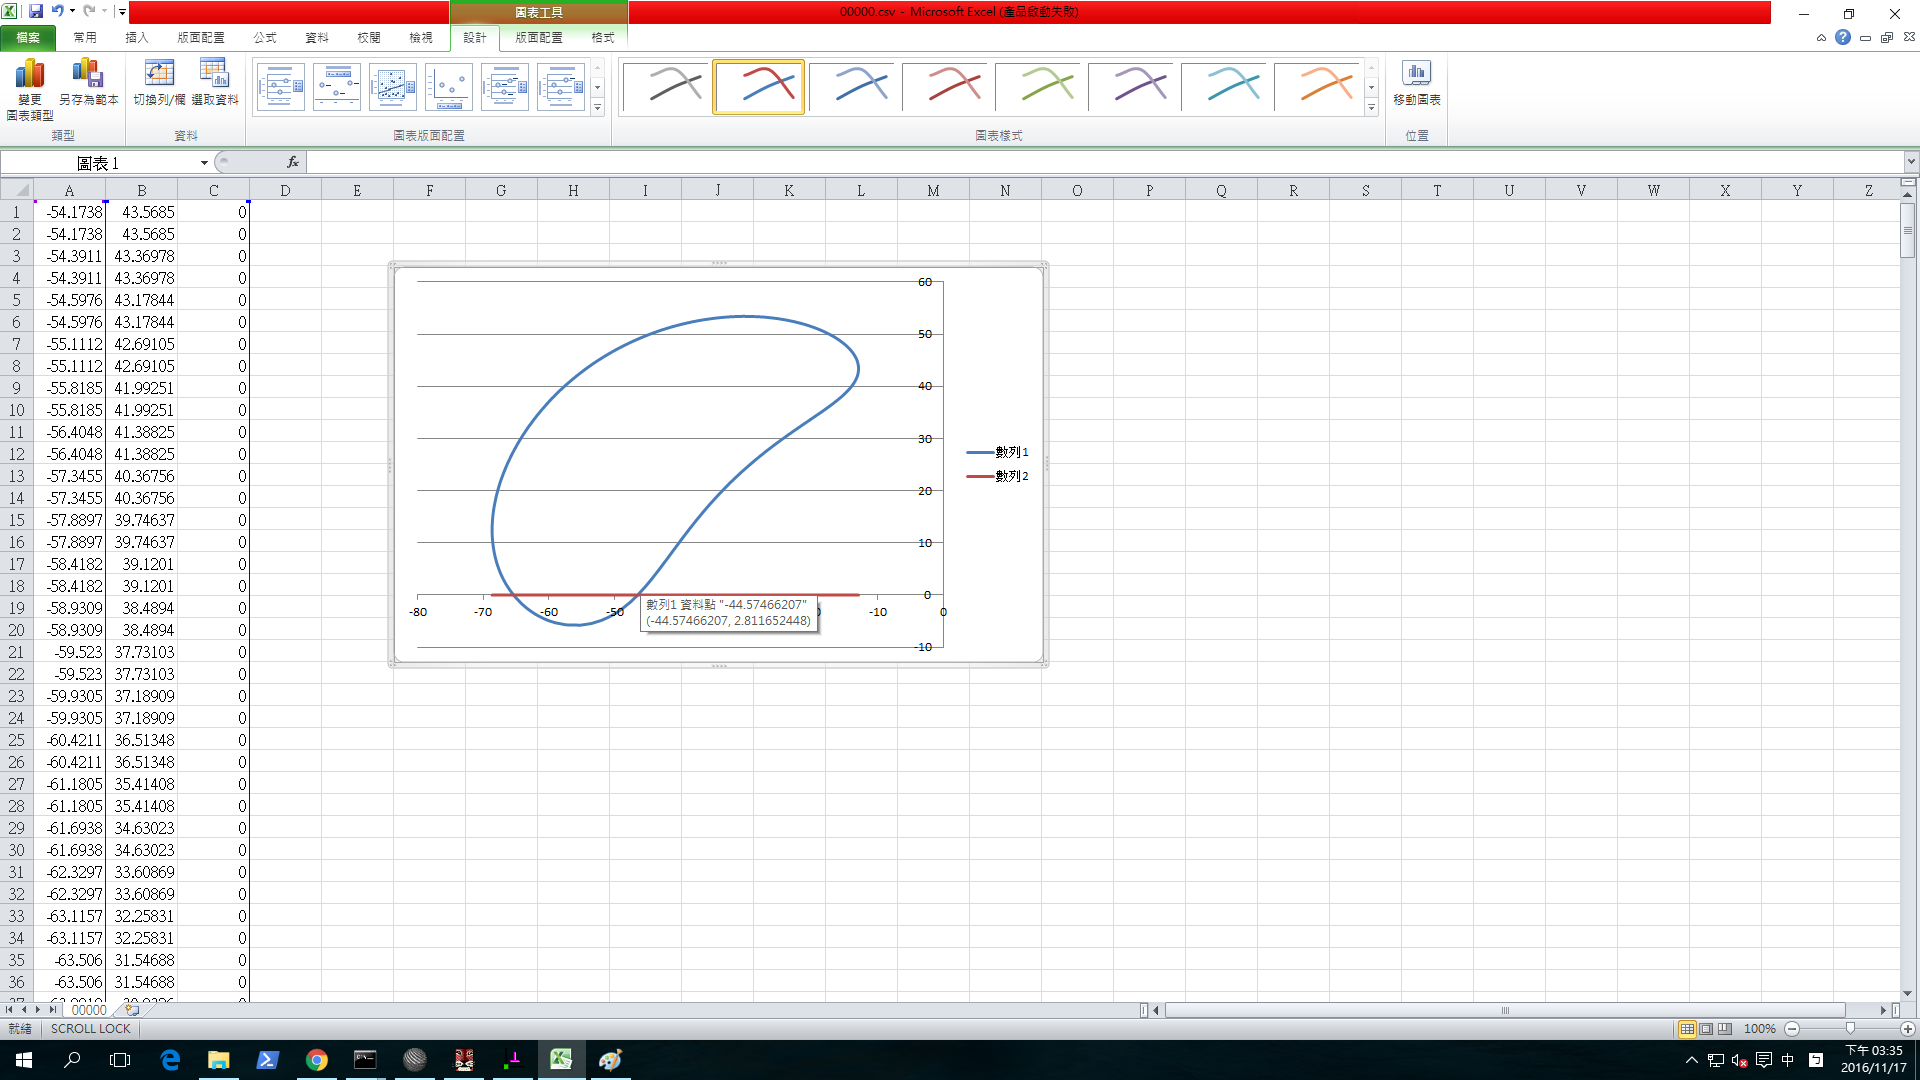 圖表工具
00000.csv - Microsoft Excel (產品啟動失敗)
檔案 常用 插入 版面配置 公式 資料 校閱 檢視 設計 版面配置 格式
變更 圖表類型 另存為範本 切換列/欄 選取資料 移動圖表
類型 資料 圖表版面配置 圖表樣式 位置
圖表 1 fx
A B C D E F G H I J K L M N O P Q R S T U V W X Y Z
1 -54.1738 43.5685 0
2 -54.1738 43.5685 0
3 -54.3911 43.36978 0
4 -54.3911 43.36978 0
5 -54.5976 43.17844 0
6 -54.5976 43.17844 0
7 -55.1112 42.69105 0
8 -55.1112 42.69105 0
9 -55.8185 41.99251 0
10 -55.8185 41.99251 0
11 -56.4048 41.38825 0
12 -56.4048 41.38825 0
13 -57.3455 40.36756 0
14 -57.3455 40.36756 0
15 -57.8897 39.74637 0
16 -57.8897 39.74637 0
17 -58.4182 39.1201 0
18 -58.4182 39.1201 0
19 -58.9309 38.4894 0
20 -58.9309 38.4894 0
21 -59.523 37.73103 0
22 -59.523 37.73103 0
23 -59.9305 37.18909 0
24 -59.9305 37.18909 0
25 -60.4211 36.51348 0
26 -60.4211 36.51348 0
27 -61.1805 35.41408 0
28 -61.1805 35.41408 0
29 -61.6938 34.63023 0
30 -61.6938 34.63023 0
31 -62.3297 33.60869 0
32 -62.3297 33.60869 0
33 -63.1157 32.25831 0
34 -63.1157 32.25831 0
35 -63.506 31.54688 0
36 -63.506 31.54688 0
60
50
40
30
20
10
0
-10
-80 -70 -60 -50 -10 0
數列1
數列2
數列1 資料點 "-44.57466207"
(-44.57466207, 2.811652448)
00000
就緒 SCROLL LOCK 100%
中
下午 03:35
2016/11/17